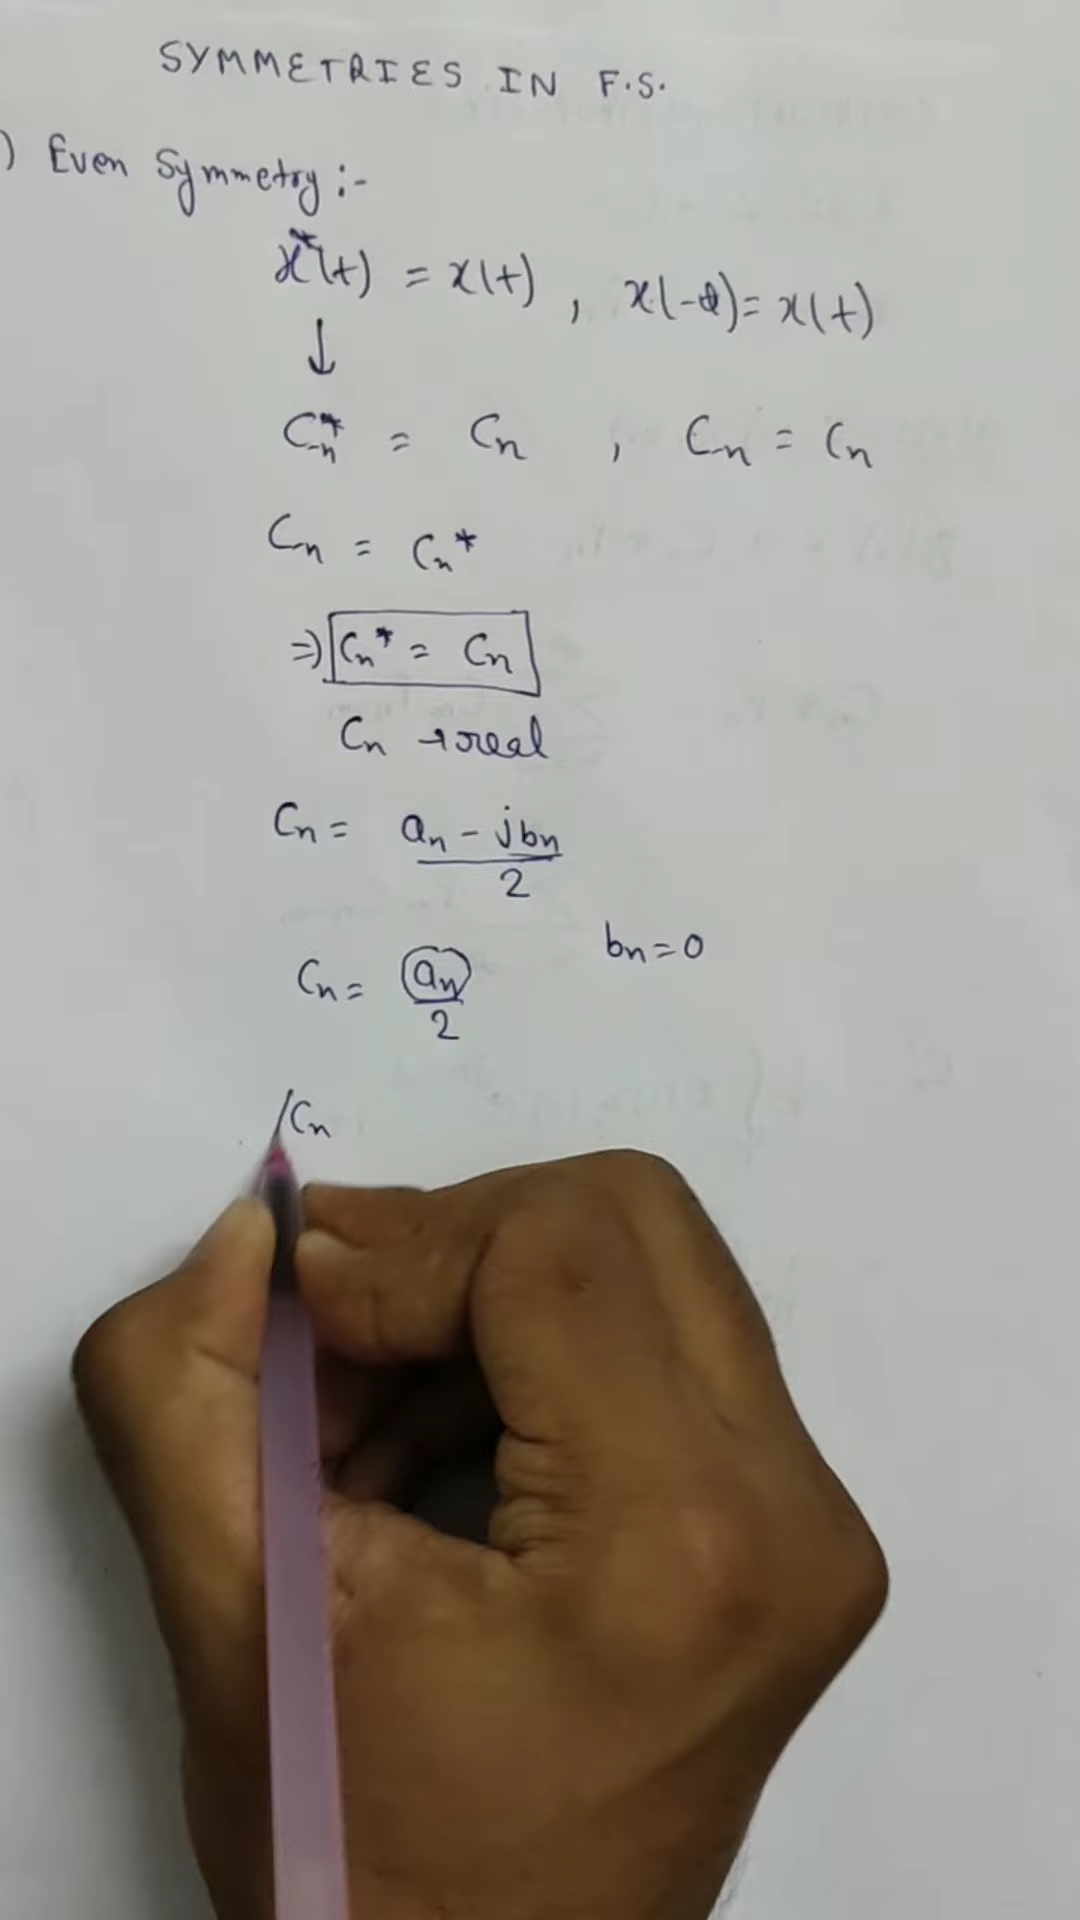 SYMMETRIES IN F.S.
) Even Symmetry :-
x*(t) = x(t) , x(-t) = x(t)
↓
C-n* = Cn , C-n = Cn
C-n = Cn*
⇒ Cn* = Cn
Cn → real
Cn = an - jbn / 2
Cn = an / 2    bn = 0
/Cn